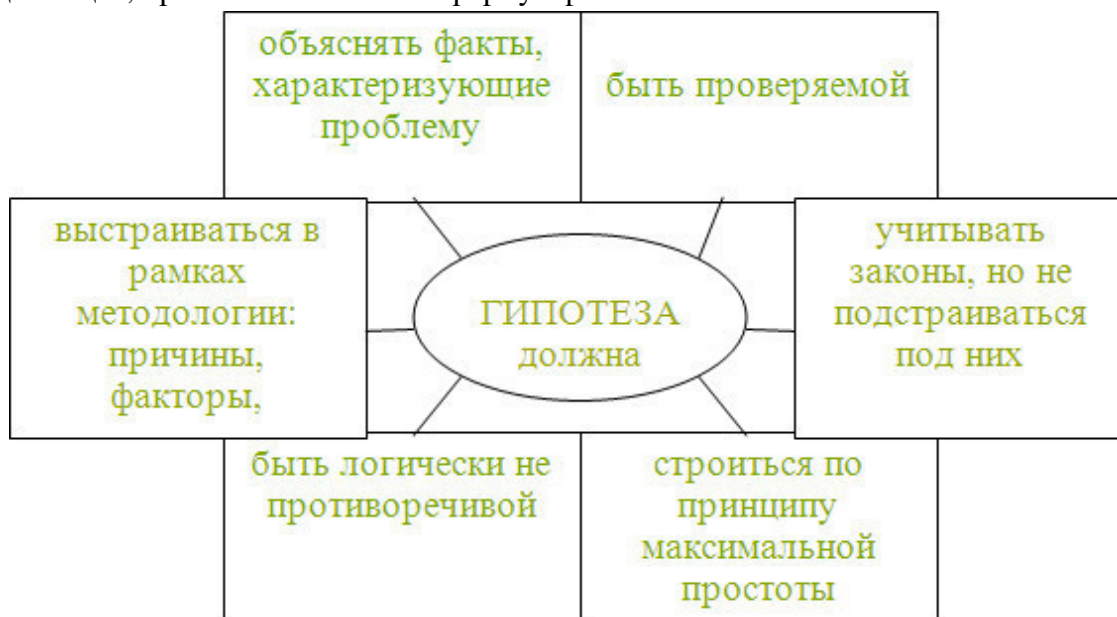 объяснять факты,
характеризующие
проблему
быть проверяемой
выстраиваться в
рамках
методологии:
причины,
факторы,
ГИПОТЕЗА
должна
учитывать
законы, но не
подстраиваться
под них
быть логически не
противоречивой
строиться по
принципу
максимальной
простоты